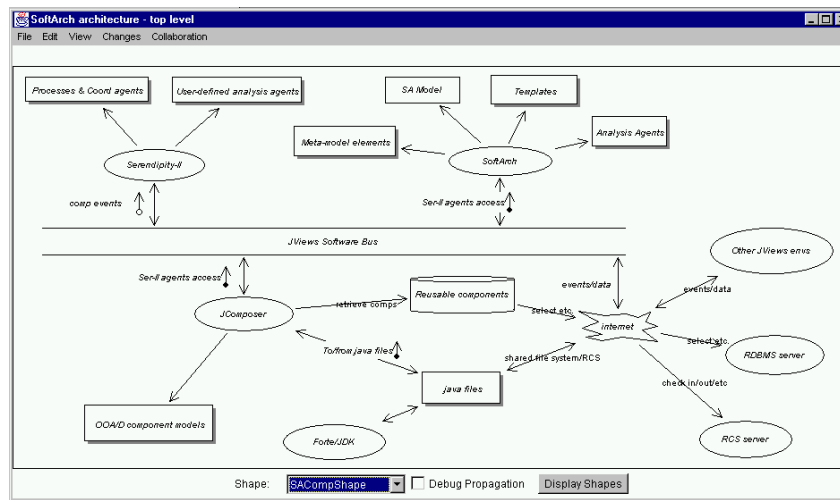 SoftArch architecture - top level
File Edit View Changes Collaboration
Processes & Coord agents
User-defined analysis agents
SA Model
Templates
Meta-model elements
Analysis Agents
Serendipity-II
SoftArch
comp events
Ser-II agents access
JViews Software Bus
Other JViews envs
Ser-II agents access
events/data
events/data
Reusable components
retrieve comps
select etc.
JComposer
internet
To/from java files
shared file system/RCS
select etc.
RDBMS server
check in/out/etc
java files
OOA/D component models
Forte/JDK
RCS server
Shape: SACompShape Debug Propagation Display Shapes